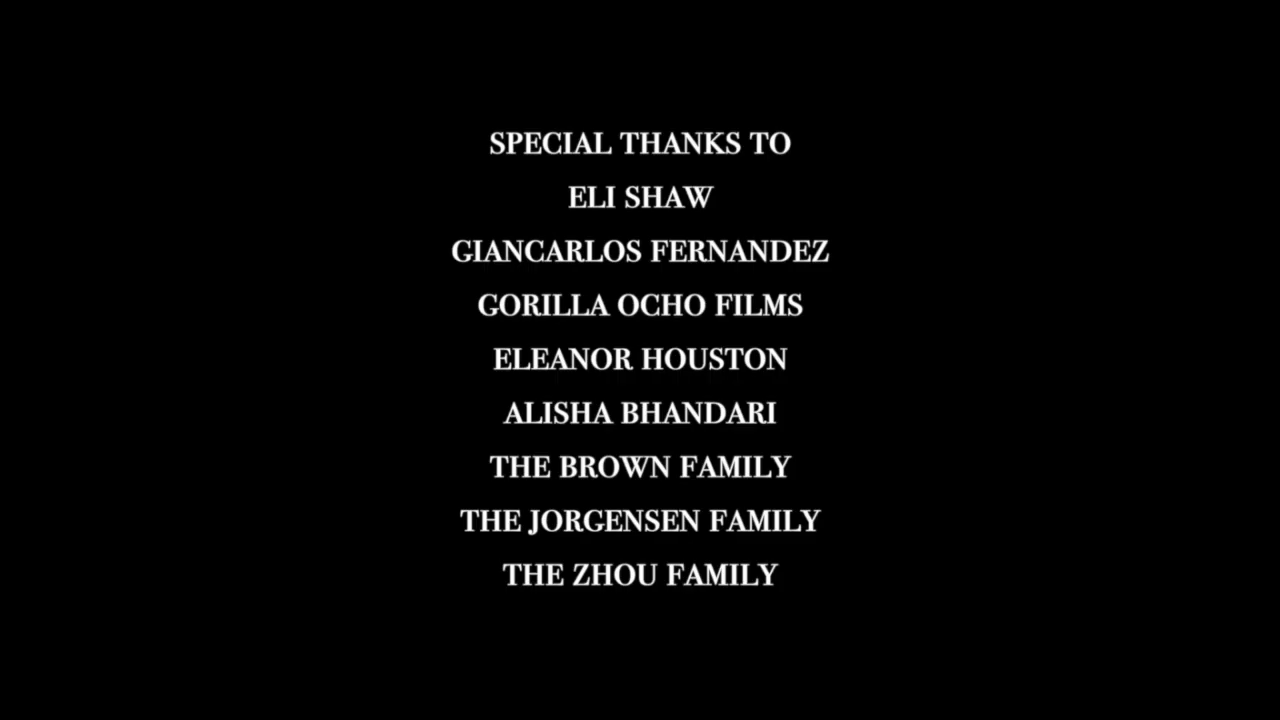 SPECIAL THANKS TO
ELI SHAW
GIANCARLOS FERNANDEZ
GORILLA OCHO FILMS
ELEANOR HOUSTON
ALISHA BHANDARI
THE BROWN FAMILY
THE JORGENSEN FAMILY
THE ZHOU FAMILY